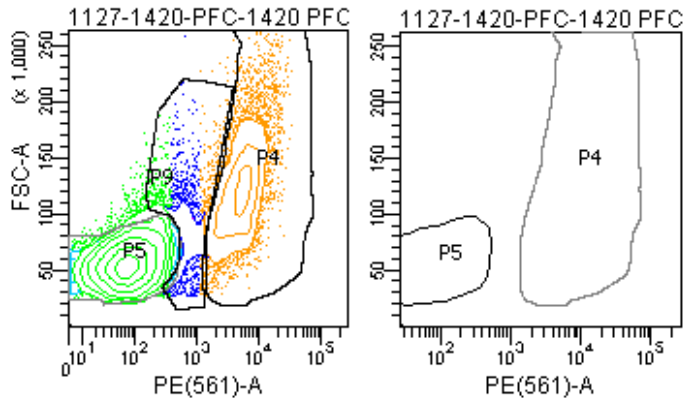 1127-1420-PFC-1420 PFC
FSC-A (x 1,000)
250
200
150
100
50
P9
P4
P5
0 10¹ 10² 10³ 10⁴ 10⁵
PE(561)-A
1127-1420-PFC-1420 PFC
250
200
150
100
50
P4
P5
10² 10³ 10⁴ 10⁵
PE(561)-A